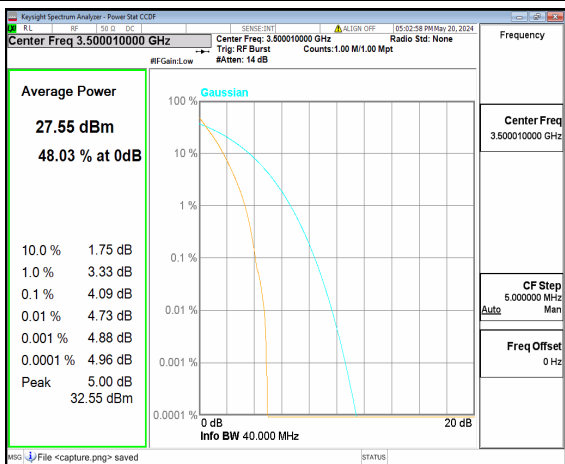 Keysight Spectrum Analyzer - Power Stat CCDF
RL RF 50 Ω DC SENSE:INT ALIGN OFF 05:02:58 PM May 20, 2024
Center Freq 3.500010000 GHz
Center Freq: 3.500010000 GHz Radio Std: None
Trig: RF Burst Counts:1.00 M/1.00 Mpt
#IFGain:Low #Atten: 14 dB
Frequency
Average Power
27.55 dBm
48.03 % at 0dB
10.0 % 1.75 dB
1.0 % 3.33 dB
0.1 % 4.09 dB
0.01 % 4.73 dB
0.001 % 4.88 dB
0.0001 % 4.96 dB
Peak 5.00 dB
32.55 dBm
Gaussian
100 %
10 %
1 %
0.1 %
0.01 %
0.001 %
0.0001 %
0 dB 20 dB
Info BW 40.000 MHz
Center Freq
3.500010000 GHz
CF Step
5.000000 MHz
Auto Man
Freq Offset
0 Hz
MSG File <capture.png> saved STATUS